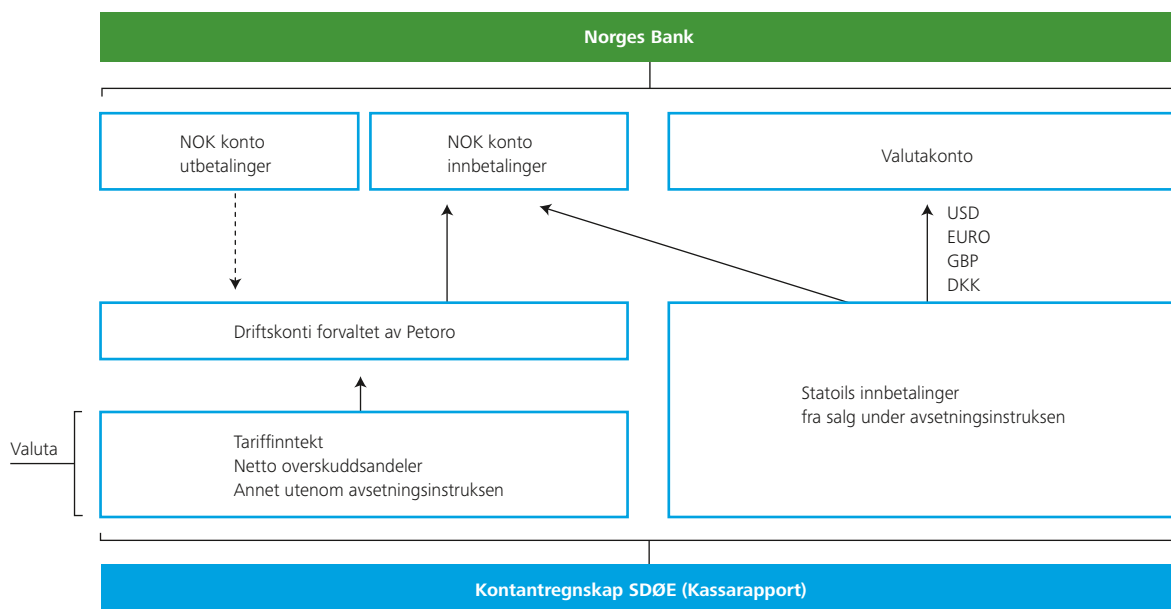 Norges Bank
NOK konto
utbetalinger
NOK konto
innbetalinger
Valutakonto
USD
EURO
GBP
DKK
Driftskonti forvaltet av Petoro
Statoils innbetalinger
fra salg under avsetningsinstruksen
Valuta
Tariffinntekt
Netto overskuddsandeler
Annet utenom avsetningsinstruksen
Kontantregnskap SDØE (Kassarapport)